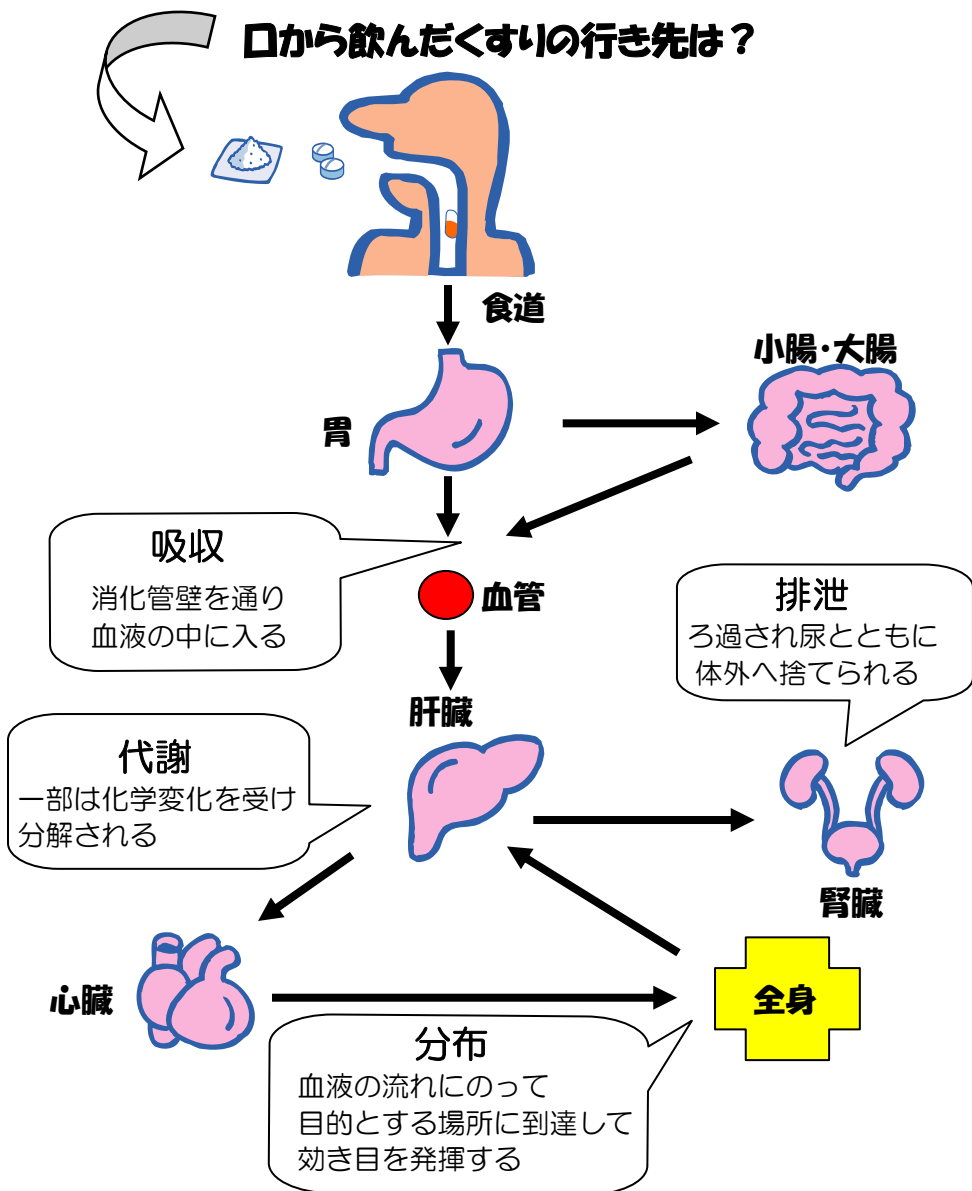 口から飲んだくすりの行き先は？
食道
小腸・大腸
胃
吸収
消化管壁を通り
血液の中に入る
血管
排泄
ろ過され尿とともに
体外へ捨てられる
肝臓
代謝
一部は化学変化を受け
分解される
腎臓
心臓
全身
分布
血液の流れにのって
目的とする場所に到達して
効き目を発揮する